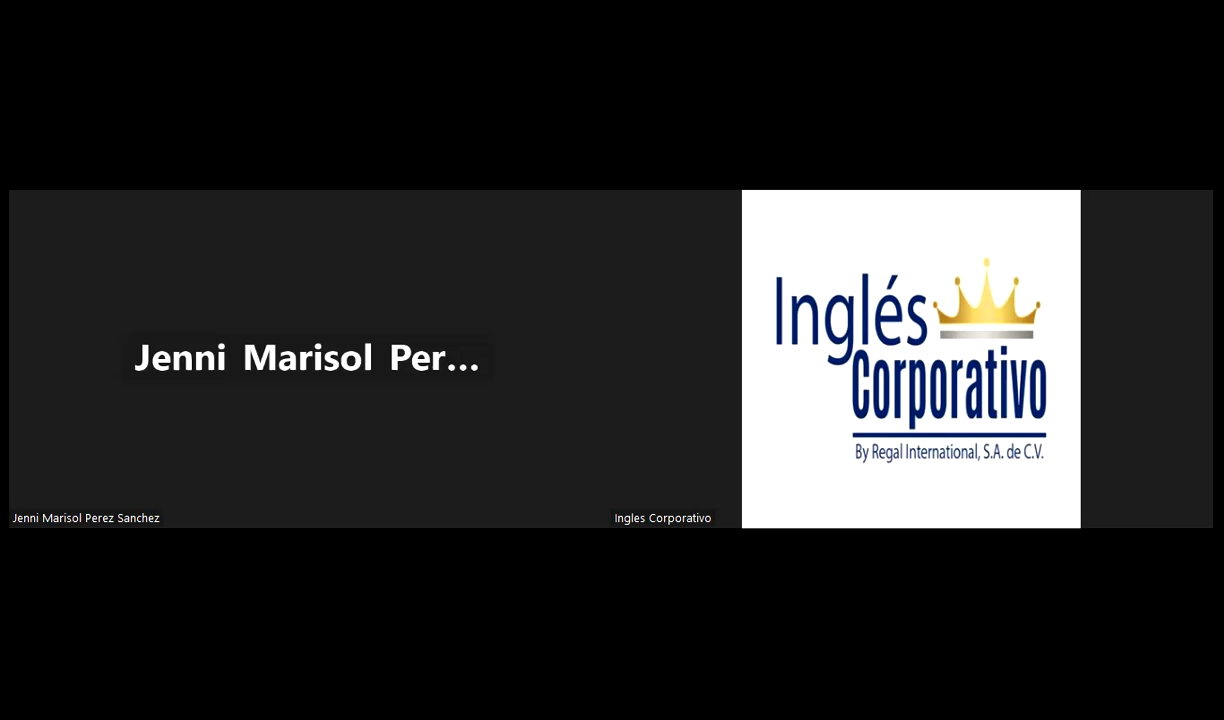 Jenni Marisol Per...
Jenni Marisol Perez Sanchez
Inglés
Corporativo
By Regal International, S.A. de C.V.
Ingles Corporativo